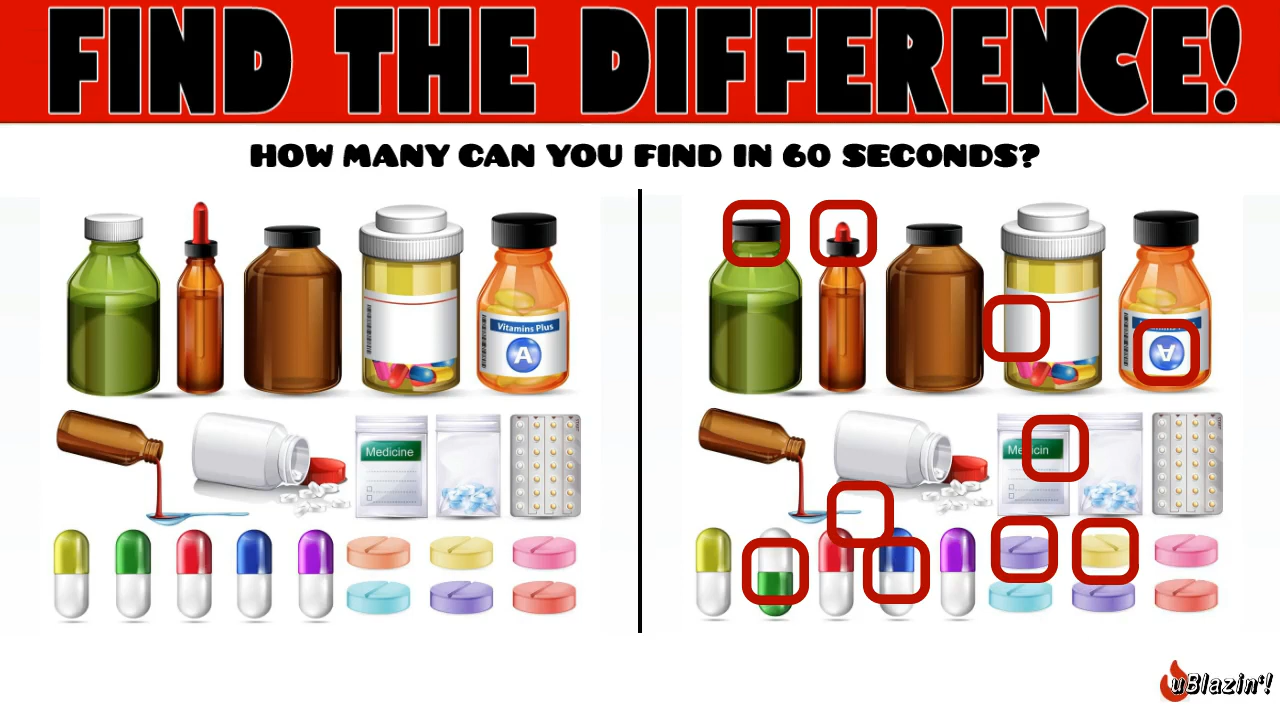 FIND THE DIFFERENCE!
HOW MANY CAN YOU FIND IN 60 SECONDS?
Vitamins Plus
A
A
Medicine
Medicin
uBlazin'!